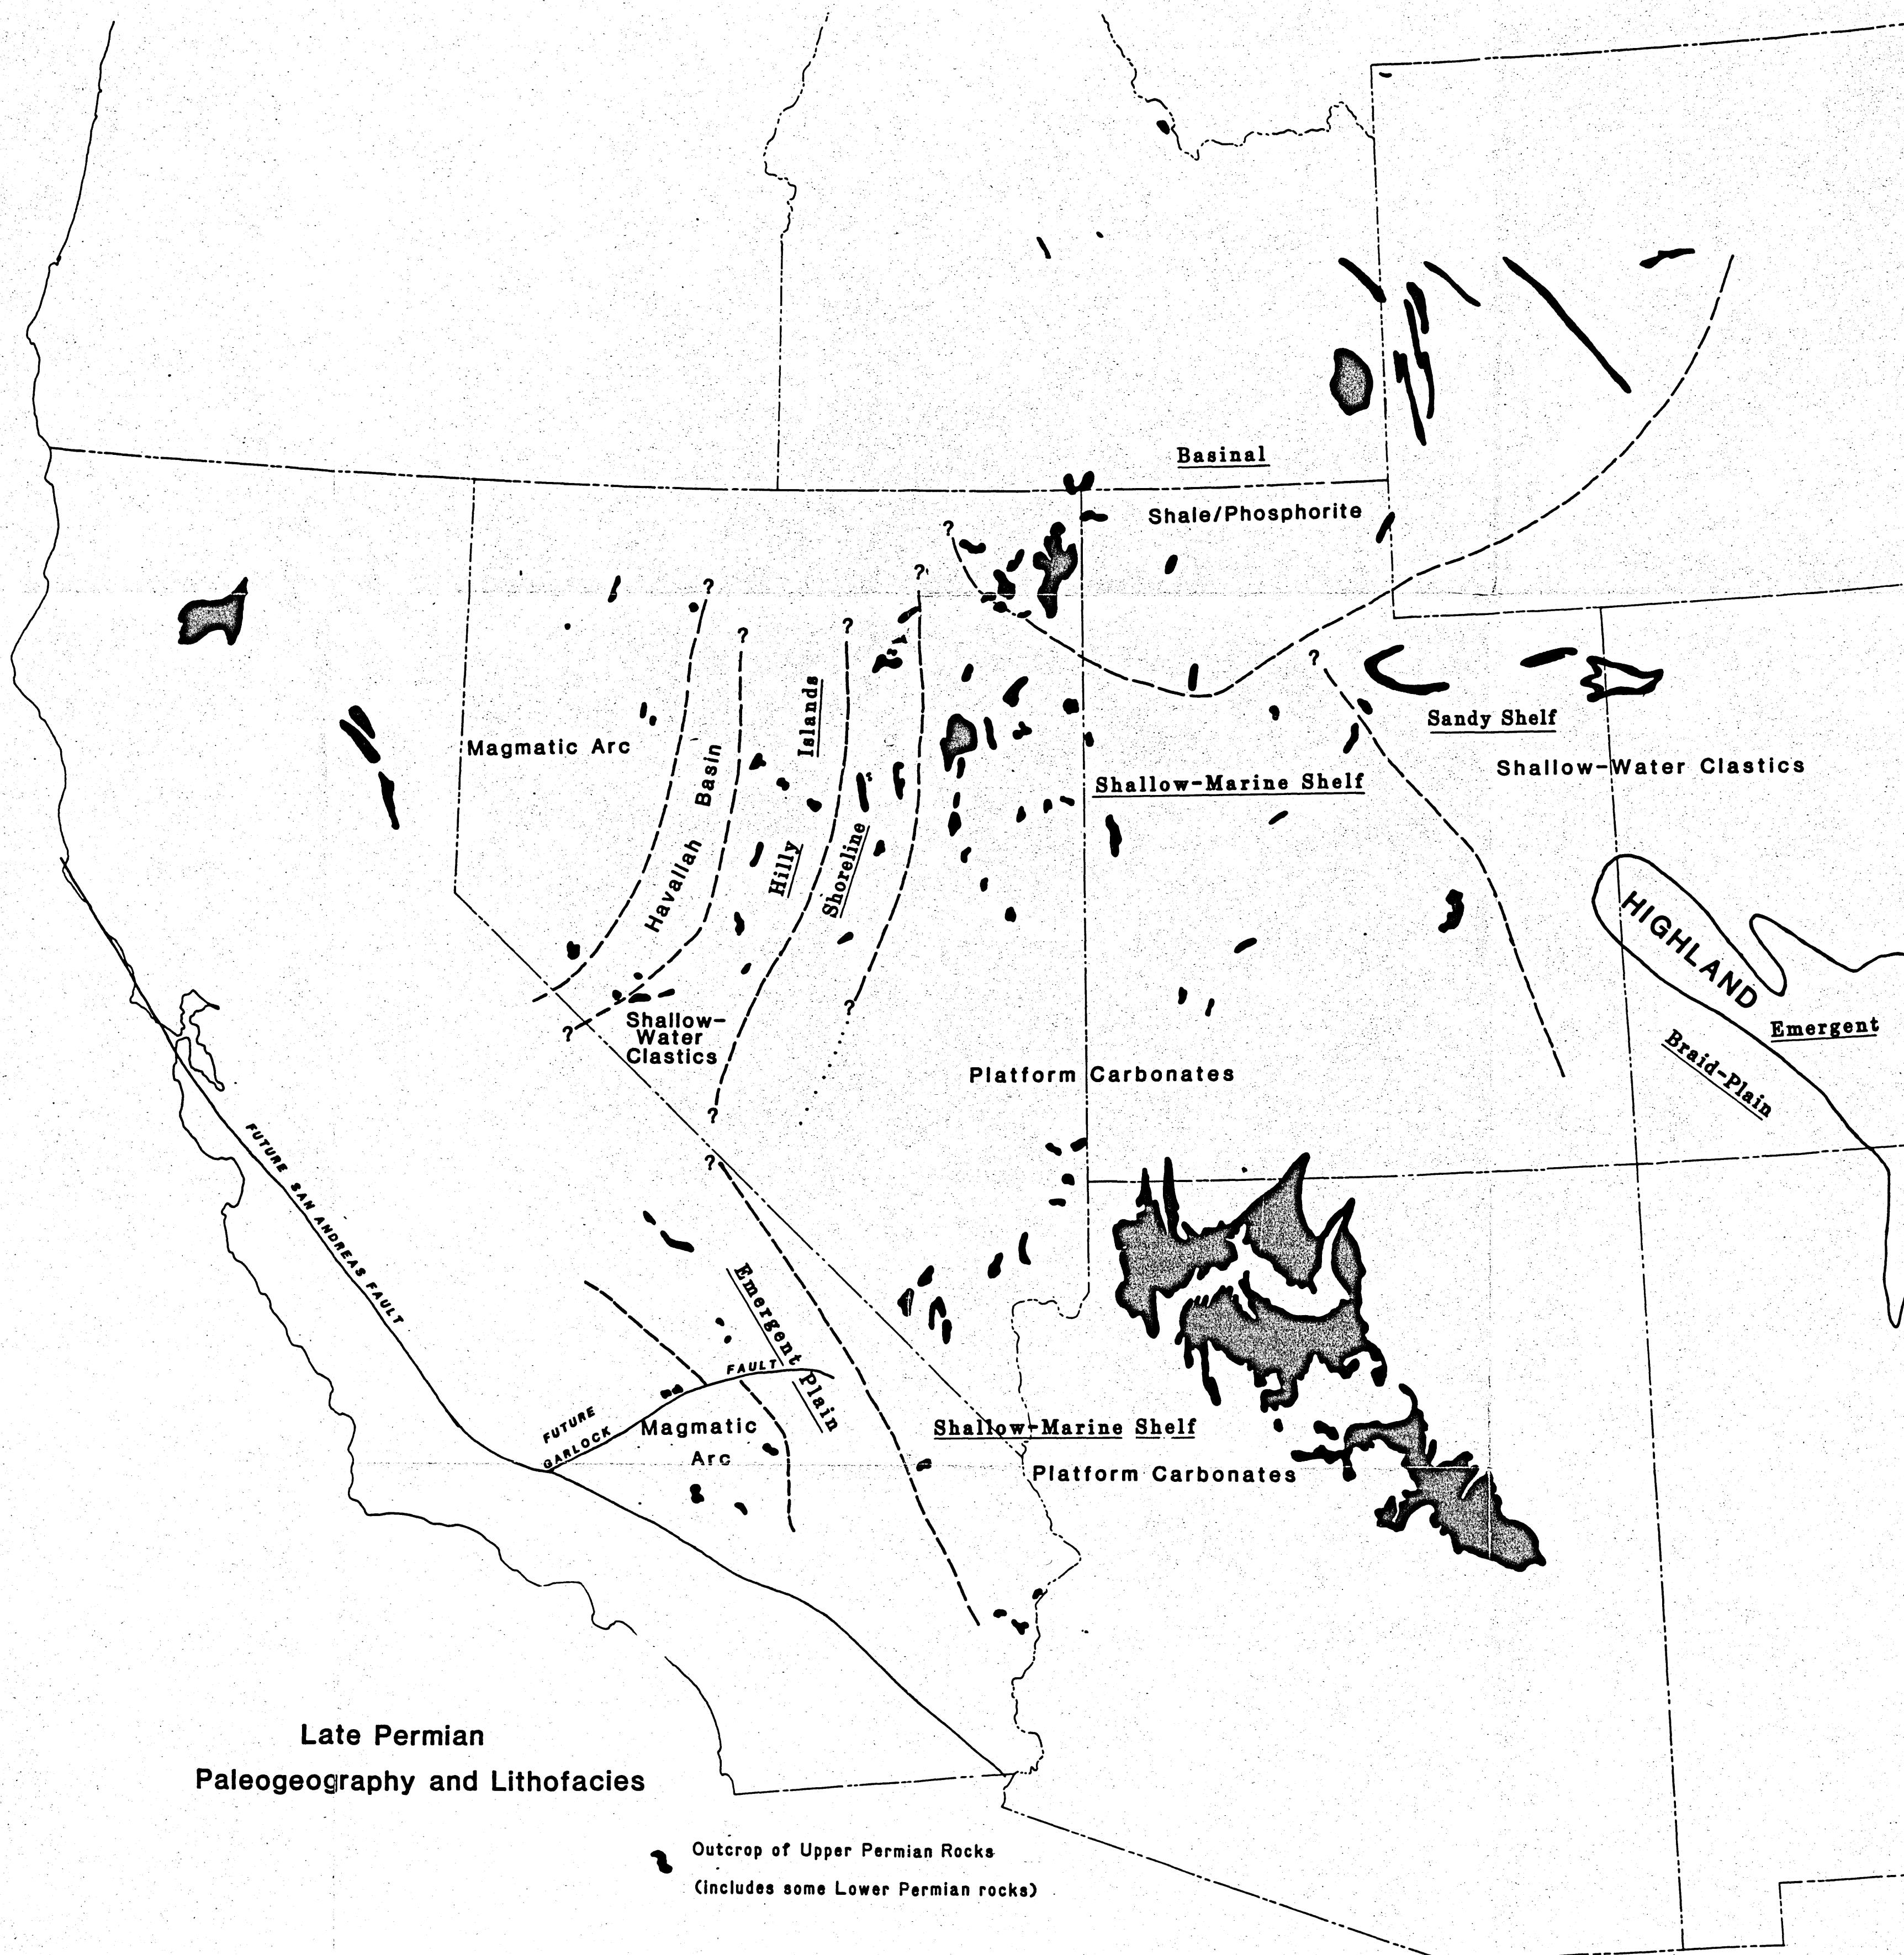 Basinal
Shale/Phosphorite
?
?
?
?
?
?
Islands
Sandy Shelf
Magmatic Arc
Havallah Basin
Shallow-Water Clastics
Shallow-Marine Shelf
Hilly
Shoreline
HIGHLAND
?
?
Shallow-
Water
Clastics
Emergent
Braid-Plain
Platform Carbonates
?
?
FUTURE SAN ANDREAS FAULT
Emergent Plain
FAULT
FUTURE
GARLOCK
Magmatic
Arc
Shallow-Marine Shelf
Platform Carbonates
Late Permian
Paleogeography and Lithofacies
Outcrop of Upper Permian Rocks
(includes some Lower Permian rocks)